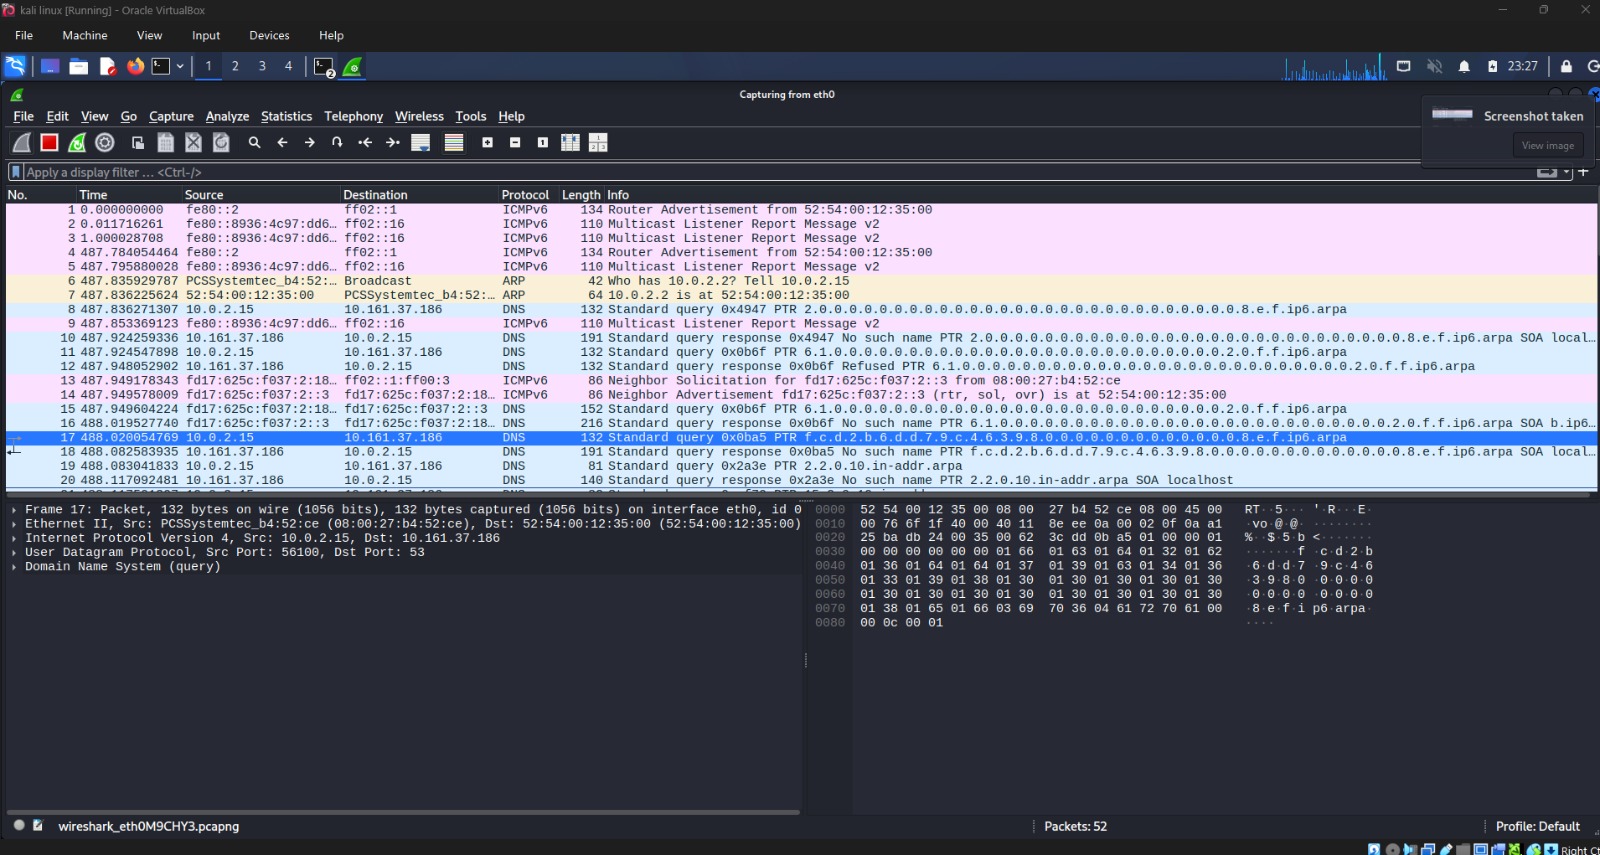 kali linux [Running] - Oracle VirtualBox
File Machine View Input Devices Help
1 2 3 4 2 23:27
Capturing from eth0
File Edit View Go Capture Analyze Statistics Telephony Wireless Tools Help
Screenshot taken
View image
Apply a display filter ... <Ctrl-/>
No. Time Source Destination Protocol Length Info
1 0.000000000 fe80::2 ff02::1 ICMPv6 134 Router Advertisement from 52:54:00:12:35:00
2 0.011716261 fe80::8936:4c97:dd6… ff02::16 ICMPv6 110 Multicast Listener Report Message v2
3 1.000028708 fe80::8936:4c97:dd6… ff02::16 ICMPv6 110 Multicast Listener Report Message v2
4 487.784054464 fe80::2 ff02::1 ICMPv6 134 Router Advertisement from 52:54:00:12:35:00
5 487.795880028 fe80::8936:4c97:dd6… ff02::16 ICMPv6 110 Multicast Listener Report Message v2
6 487.835929787 PCSSystemtec_b4:52:… Broadcast ARP 42 Who has 10.0.2.2? Tell 10.0.2.15
7 487.836225624 52:54:00:12:35:00 PCSSystemtec_b4:52:… ARP 64 10.0.2.2 is at 52:54:00:12:35:00
8 487.836271307 10.0.2.15 10.161.37.186 DNS 132 Standard query 0x4947 PTR 2.0.0.0.0.0.0.0.0.0.0.0.0.0.0.0.0.0.0.0.0.0.0.0.0.0.0.0.0.8.e.f.ip6.arpa
9 487.853369123 fe80::8936:4c97:dd6… ff02::16 ICMPv6 110 Multicast Listener Report Message v2
10 487.924259336 10.161.37.186 10.0.2.15 DNS 191 Standard query response 0x4947 No such name PTR 2.0.0.0.0.0.0.0.0.0.0.0.0.0.0.0.0.0.0.0.0.0.0.0.0.0.0.0.0.8.e.f.ip6.arpa SOA local…
11 487.924547898 10.0.2.15 10.161.37.186 DNS 132 Standard query 0x0b6f PTR 6.1.0.0.0.0.0.0.0.0.0.0.0.0.0.0.0.0.0.0.0.0.0.0.0.0.0.0.2.0.f.f.ip6.arpa
12 487.948052902 10.161.37.186 10.0.2.15 DNS 132 Standard query response 0x0b6f Refused PTR 6.1.0.0.0.0.0.0.0.0.0.0.0.0.0.0.0.0.0.0.0.0.0.0.0.0.0.0.2.0.f.f.ip6.arpa
13 487.949178343 fd17:625c:f037:2:18… ff02::1:ff00:3 ICMPv6 86 Neighbor Solicitation for fd17:625c:f037:2::3 from 08:00:27:b4:52:ce
14 487.949578009 fd17:625c:f037:2::3 fd17:625c:f037:2:18… ICMPv6 86 Neighbor Advertisement fd17:625c:f037:2::3 (rtr, sol, ovr) is at 52:54:00:12:35:00
15 487.949604224 fd17:625c:f037:2:18… fd17:625c:f037:2::3 DNS 152 Standard query 0x0b6f PTR 6.1.0.0.0.0.0.0.0.0.0.0.0.0.0.0.0.0.0.0.0.0.0.0.0.0.0.0.2.0.f.f.ip6.arpa
16 488.019527740 fd17:625c:f037:2::3 fd17:625c:f037:2:18… DNS 216 Standard query response 0x0b6f No such name PTR 6.1.0.0.0.0.0.0.0.0.0.0.0.0.0.0.0.0.0.0.0.0.0.0.0.0.0.0.2.0.f.f.ip6.arpa SOA b.ip6…
17 488.020054769 10.0.2.15 10.161.37.186 DNS 132 Standard query 0x0ba5 PTR f.c.d.2.b.6.d.d.7.9.c.4.6.3.9.8.0.0.0.0.0.0.0.0.0.0.0.0.0.8.e.f.ip6.arpa
18 488.082583935 10.161.37.186 10.0.2.15 DNS 191 Standard query response 0x0ba5 No such name PTR f.c.d.2.b.6.d.d.7.9.c.4.6.3.9.8.0.0.0.0.0.0.0.0.0.0.0.0.0.8.e.f.ip6.arpa SOA local…
19 488.083041833 10.0.2.15 10.161.37.186 DNS 81 Standard query 0x2a3e PTR 2.2.0.10.in-addr.arpa
20 488.117092481 10.161.37.186 10.0.2.15 DNS 140 Standard query response 0x2a3e No such name PTR 2.2.0.10.in-addr.arpa SOA localhost
Frame 17: Packet, 132 bytes on wire (1056 bits), 132 bytes captured (1056 bits) on interface eth0, id 0
Ethernet II, Src: PCSSystemtec_b4:52:ce (08:00:27:b4:52:ce), Dst: 52:54:00:12:35:00 (52:54:00:12:35:00)
Internet Protocol Version 4, Src: 10.0.2.15, Dst: 10.161.37.186
User Datagram Protocol, Src Port: 56100, Dst Port: 53
Domain Name System (query)
0000 52 54 00 12 35 00 08 00 27 b4 52 ce 08 00 45 00 RT··5···'·R···E·
0010 00 76 6f 1f 40 00 40 11 8e ee 0a 00 02 0f 0a a1 ·vo·@·@·········
0020 25 ba db 24 00 35 00 62 3c dd 0b a5 01 00 00 01 %··$·5·b<·······
0030 00 00 00 00 00 00 01 66 01 63 01 64 01 32 01 62 ·······f·c·d·2·b
0040 01 36 01 64 01 64 01 37 01 39 01 63 01 34 01 36 ·6·d·d·7·9·c·4·6
0050 01 33 01 39 01 38 01 30 01 30 01 30 01 30 01 30 ·3·9·8·0·0·0·0·0
0060 01 30 01 30 01 30 01 30 01 30 01 30 01 30 01 30 ·0·0·0·0·0·0·0·0
0070 01 38 01 65 01 66 03 69 70 36 04 61 72 70 61 00 ·8·e·f·ip6·arpa·
0080 00 0c 00 01 ····
wireshark_eth0M9CHY3.pcapng Packets: 52 Profile: Default
Right Ct